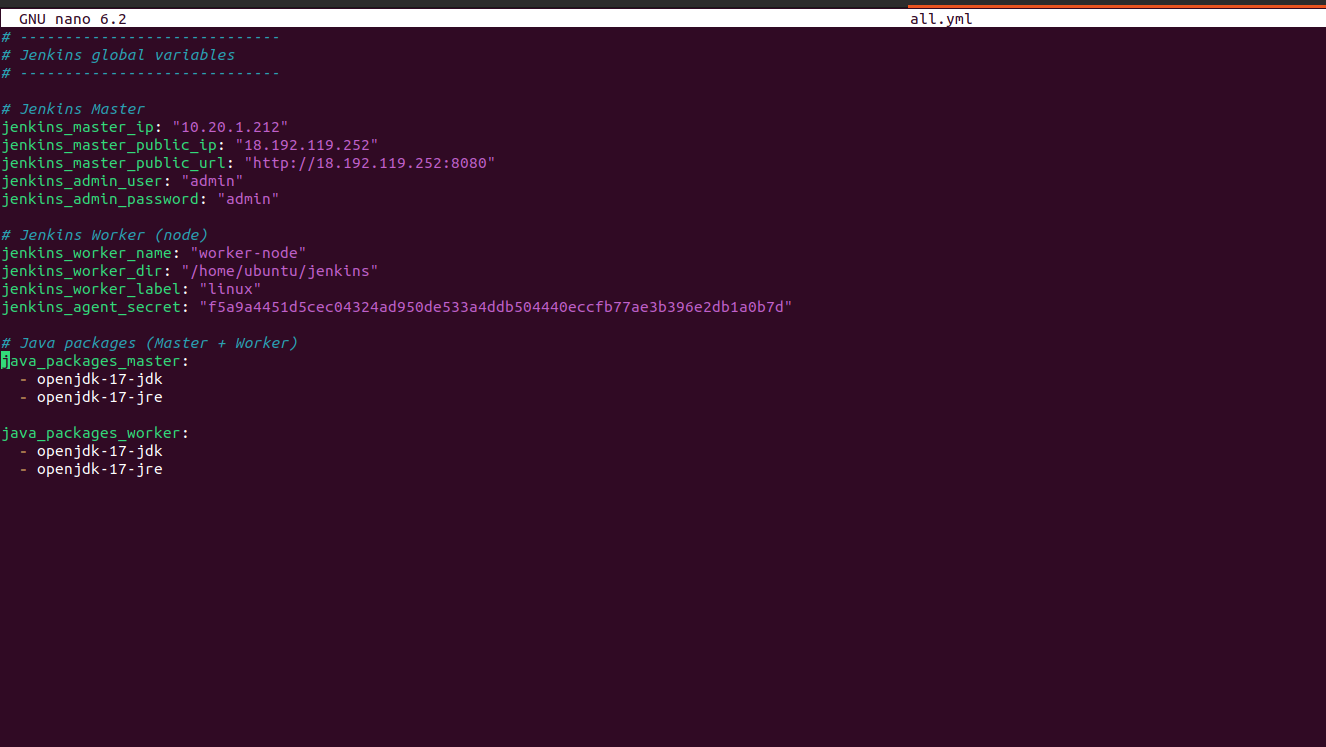 GNU nano 6.2 all.yml
# -----------------------------
# Jenkins global variables
# -----------------------------
# Jenkins Master
jenkins_master_ip: "10.20.1.212"
jenkins_master_public_ip: "18.192.119.252"
jenkins_master_public_url: "http://18.192.119.252:8080"
jenkins_admin_user: "admin"
jenkins_admin_password: "admin"
# Jenkins Worker (node)
jenkins_worker_name: "worker-node"
jenkins_worker_dir: "/home/ubuntu/jenkins"
jenkins_worker_label: "linux"
jenkins_agent_secret: "f5a9a4451d5cec04324ad950de533a4ddb504440eccfb77ae3b396e2db1a0b7d"
# Java packages (Master + Worker)
java_packages_master:
  - openjdk-17-jdk
  - openjdk-17-jre
java_packages_worker:
  - openjdk-17-jdk
  - openjdk-17-jre